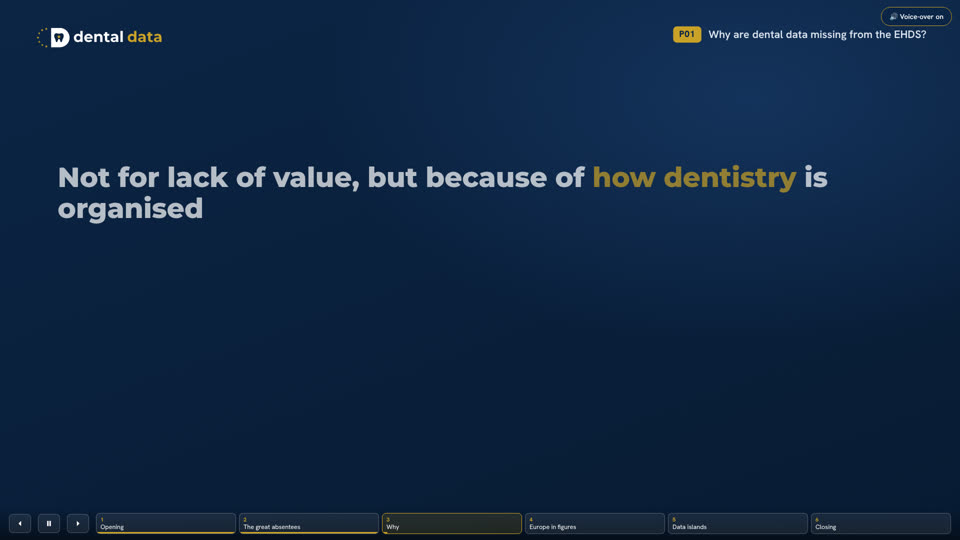 🔊 Voice-over on
dental data
P01 Why are dental data missing from the EHDS?
Not for lack of value, but because of how dentistry is
organised
1
Opening
2
The great absentees
3
Why
4
Europe in figures
5
Data islands
6
Closing